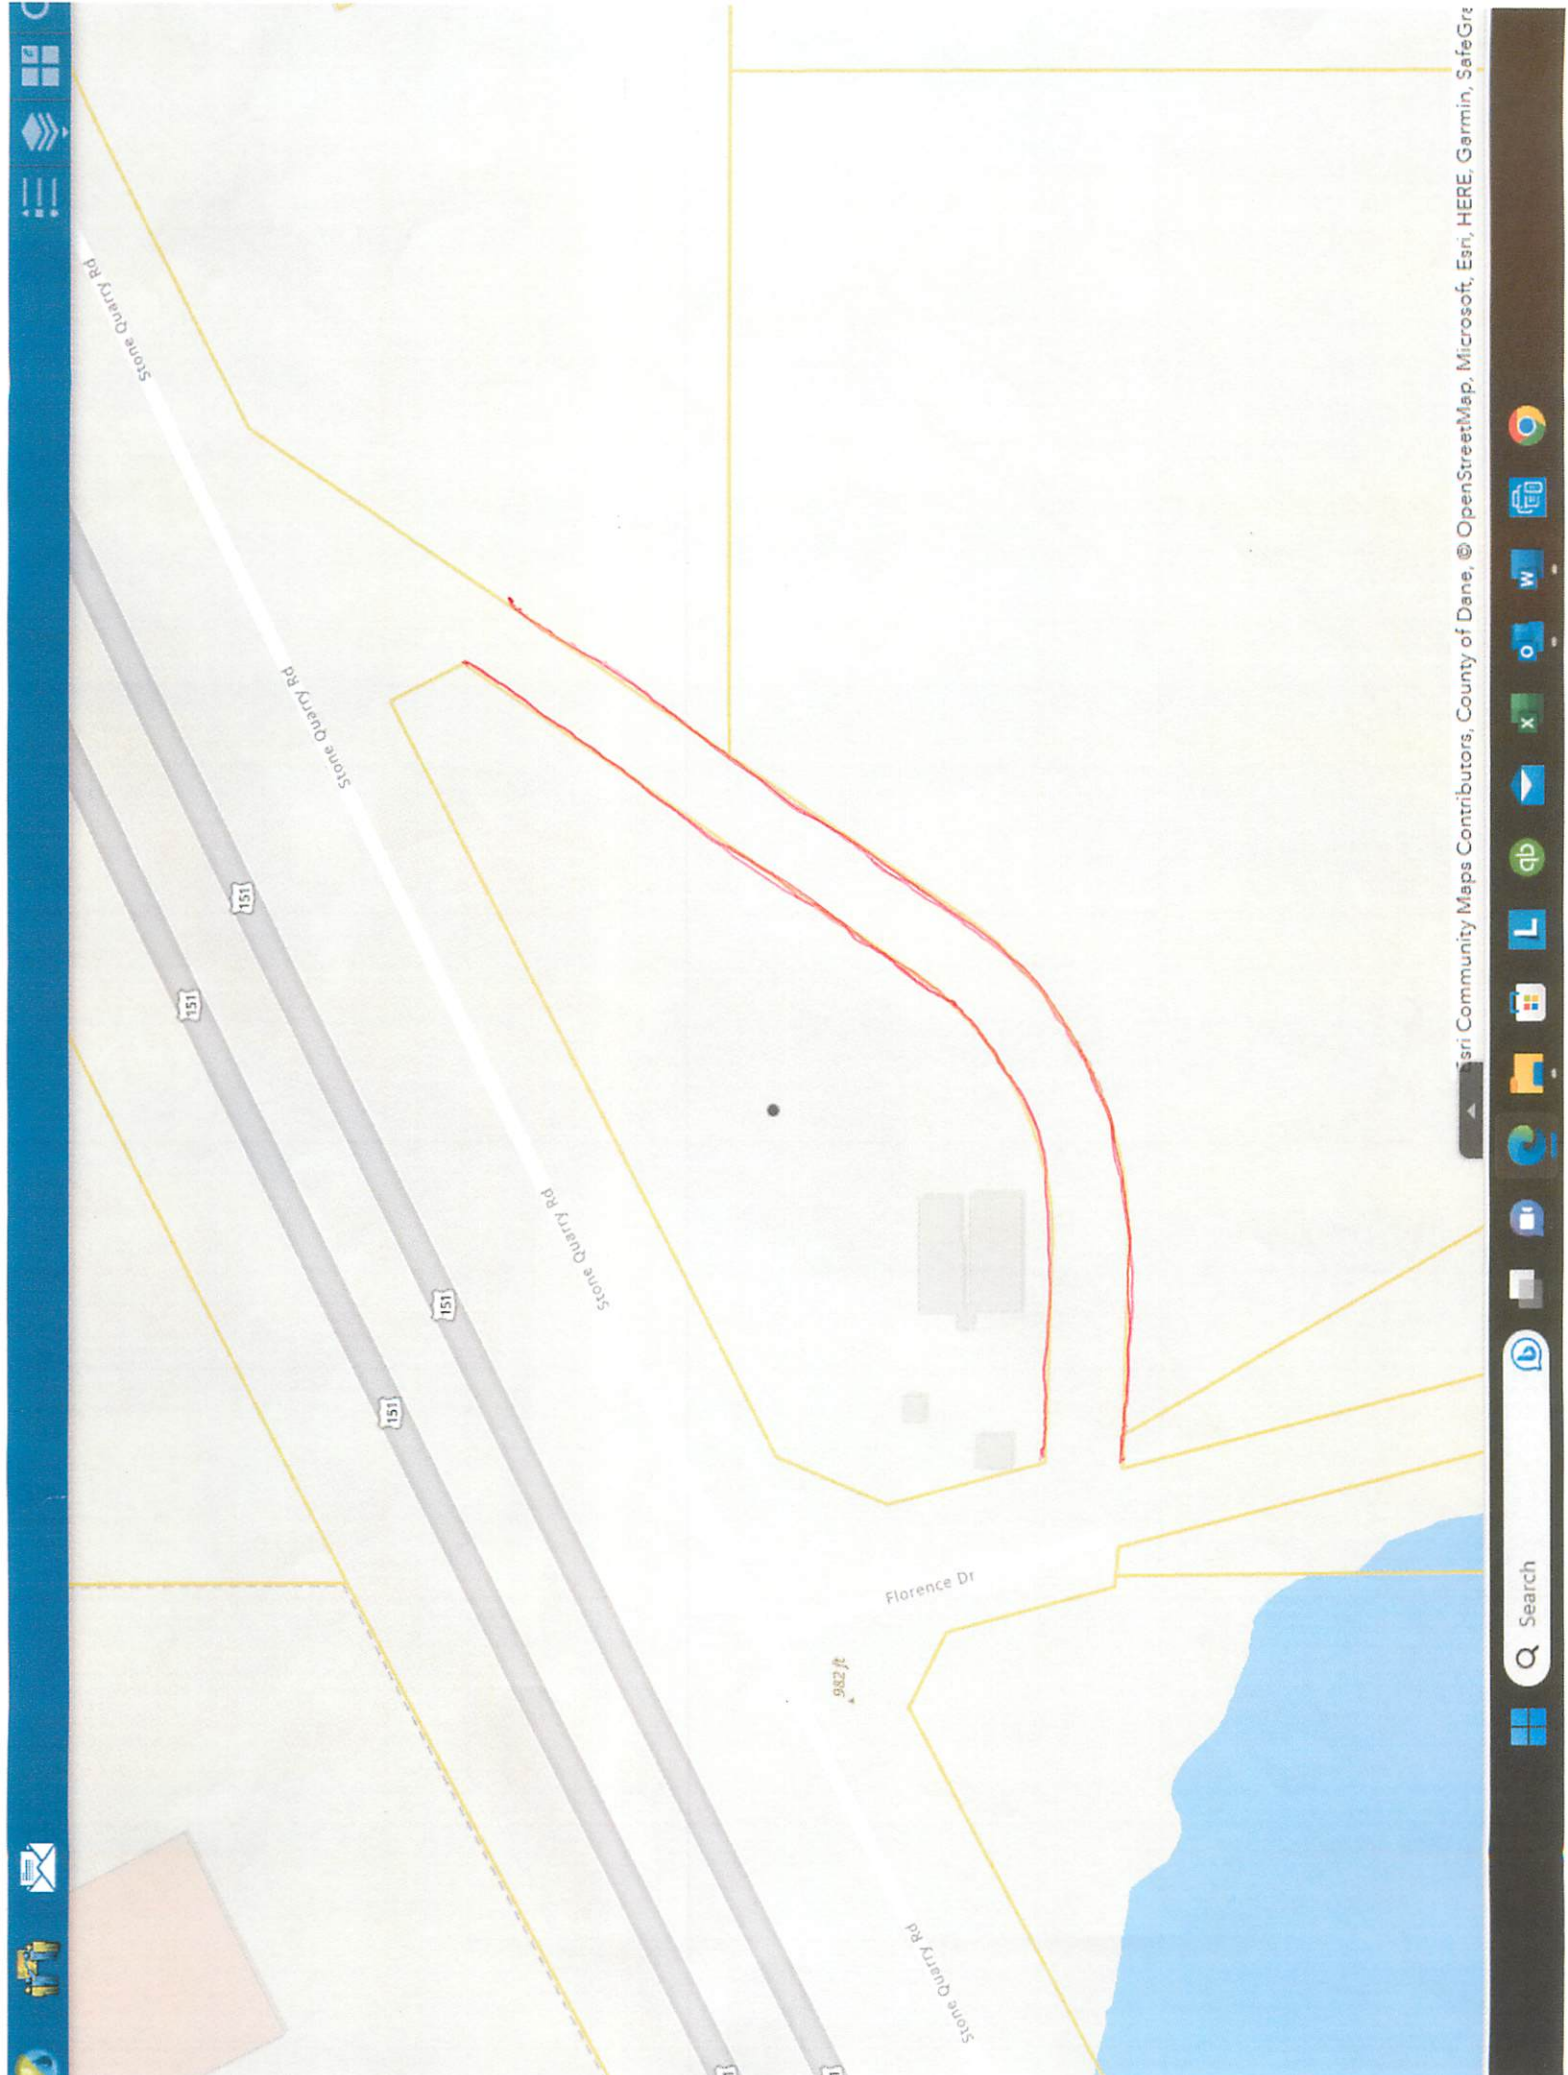 Stone Quarry Rd
Stone Quarry Rd
Stone Quarry Rd
Stone Quarry Rd
151
151
151
151
Florence Dr
982 ft
Esri Community Maps Contributors, County of Dane, © OpenStreetMap, Microsoft, Esri, HERE, Garmin, SafeGra
Search
b
qb
L
X
O
W